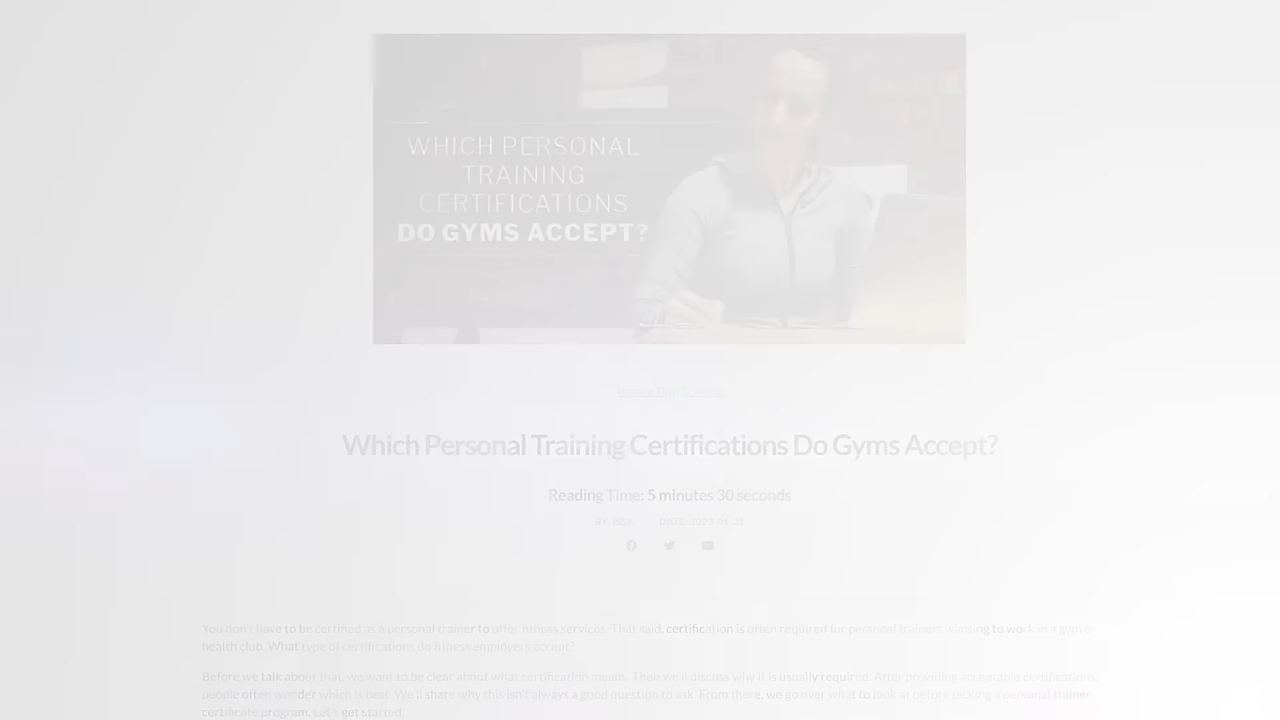 WHICH PERSONAL
TRAINING
CERTIFICATIONS
DO GYMS ACCEPT?
Which Personal Training Certifications Do Gyms Accept?
Reading Time: 5 minutes 30 seconds
BY: ISSA DATE: 2023-01-31
You don't have to be certified as a personal trainer to offer fitness services. That said, certification is often required for personal trainers wanting to work in a gym or
health club. What type of certifications do fitness employers accept?
Before we talk about that, we want to be clear about what certification means. Then we'll discuss why it is usually required. After providing acceptable certifications,
people often wonder which is best. We'll share why this isn't always a good question to ask. From there, we go over what to look at before picking a personal trainer
certificate program. Let's get started.